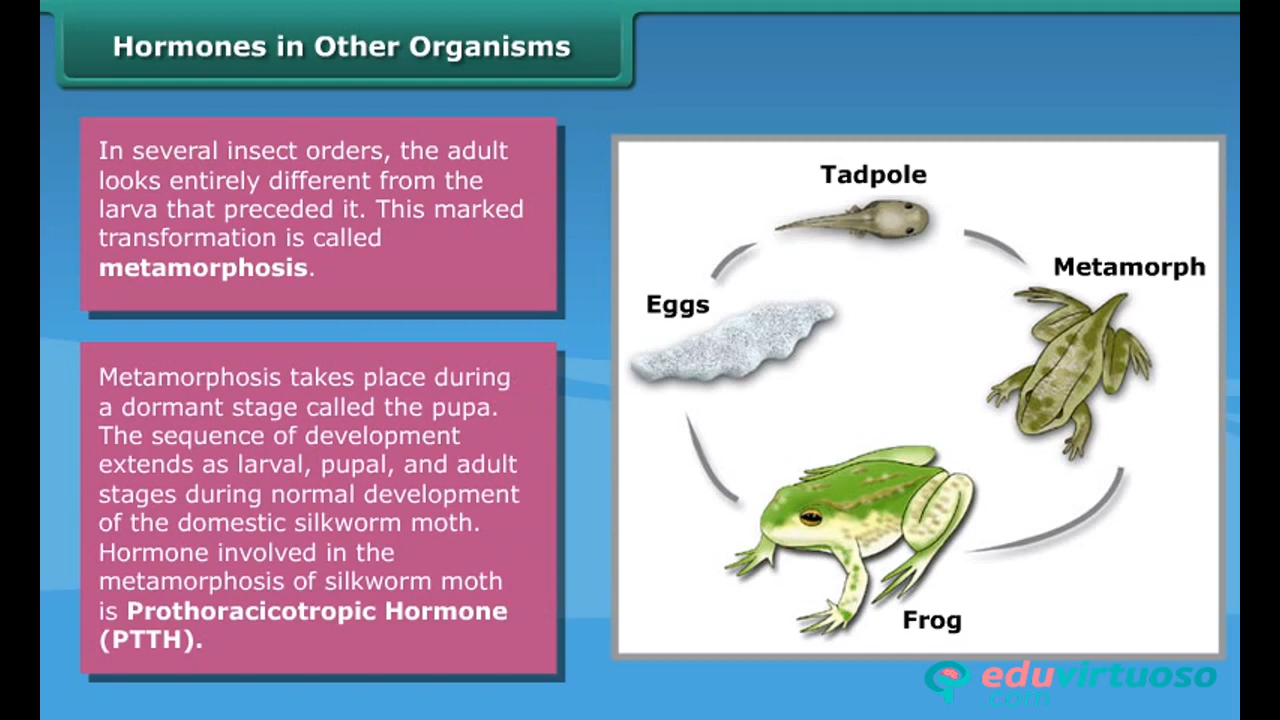 Hormones in Other Organisms
In several insect orders, the adult
looks entirely different from the
larva that preceded it. This marked
transformation is called
metamorphosis.
Metamorphosis takes place during
a dormant stage called the pupa.
The sequence of development
extends as larval, pupal, and adult
stages during normal development
of the domestic silkworm moth.
Hormone involved in the
metamorphosis of silkworm moth
is Prothoracicotropic Hormone
(PTTH).
Tadpole
Metamorph
Eggs
Frog
eduvirtuoso
.com